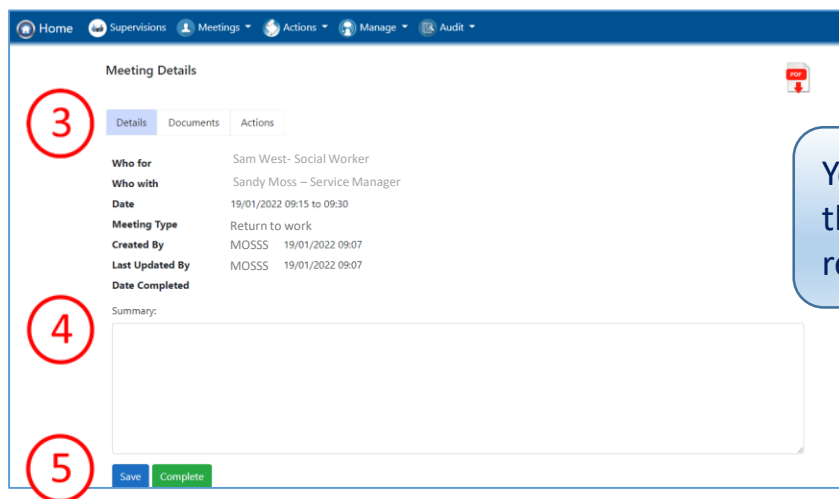 Home Supervisions Meetings Actions Manage Audit
Meeting Details
PDF
3
Details Documents Actions
Who for Sam West- Social Worker
Who with Sandy Moss – Service Manager
Date 19/01/2022 09:15 to 09:30
Meeting Type Return to work
Created By MOSSS 19/01/2022 09:07
Last Updated By MOSSS 19/01/2022 09:07
Date Completed
Summary:
4
5
Save Complete